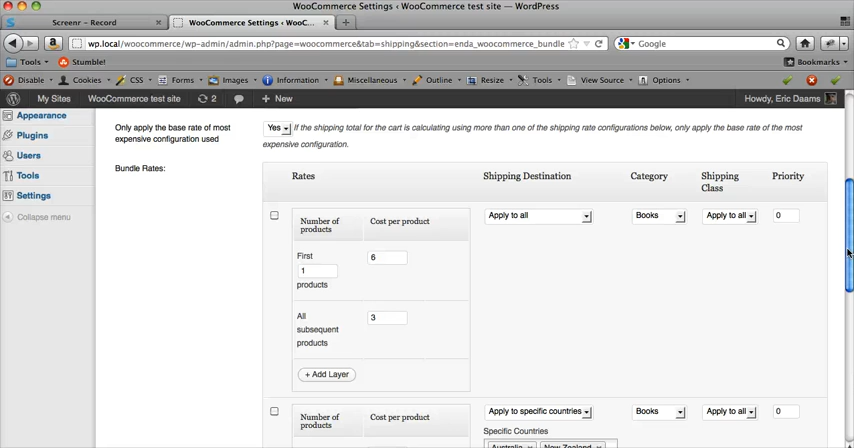 WooCommerce Settings ‹ WooCommerce test site — WordPress
Screenr - Record
WooCommerce Settings ‹ WooC...
wp.local/woocommerce/wp-admin/admin.php?page=woocommerce&tab=shipping&section=enda_woocommerce_bundle
Google
Tools Stumble! Bookmarks
Disable Cookies CSS Forms Images Information Miscellaneous Outline Resize Tools View Source Options
My Sites WooCommerce test site 2 + New Howdy, Eric Daams
Appearance
Plugins
Users
Tools
Settings
Collapse menu
Only apply the base rate of most
expensive configuration used
Yes If the shipping total for the cart is calculating using more than one of the shipping rate configurations below, only apply the base rate of the most
expensive configuration.
Bundle Rates:
Rates Shipping Destination Category Shipping Class Priority
Number of products Cost per product
Apply to all Books Apply to all 0
First
1
products
6
All
subsequent
products
3
+ Add Layer
Number of products Cost per product
Apply to specific countries Books Apply to all 0
Specific Countries
Australia New Zealand